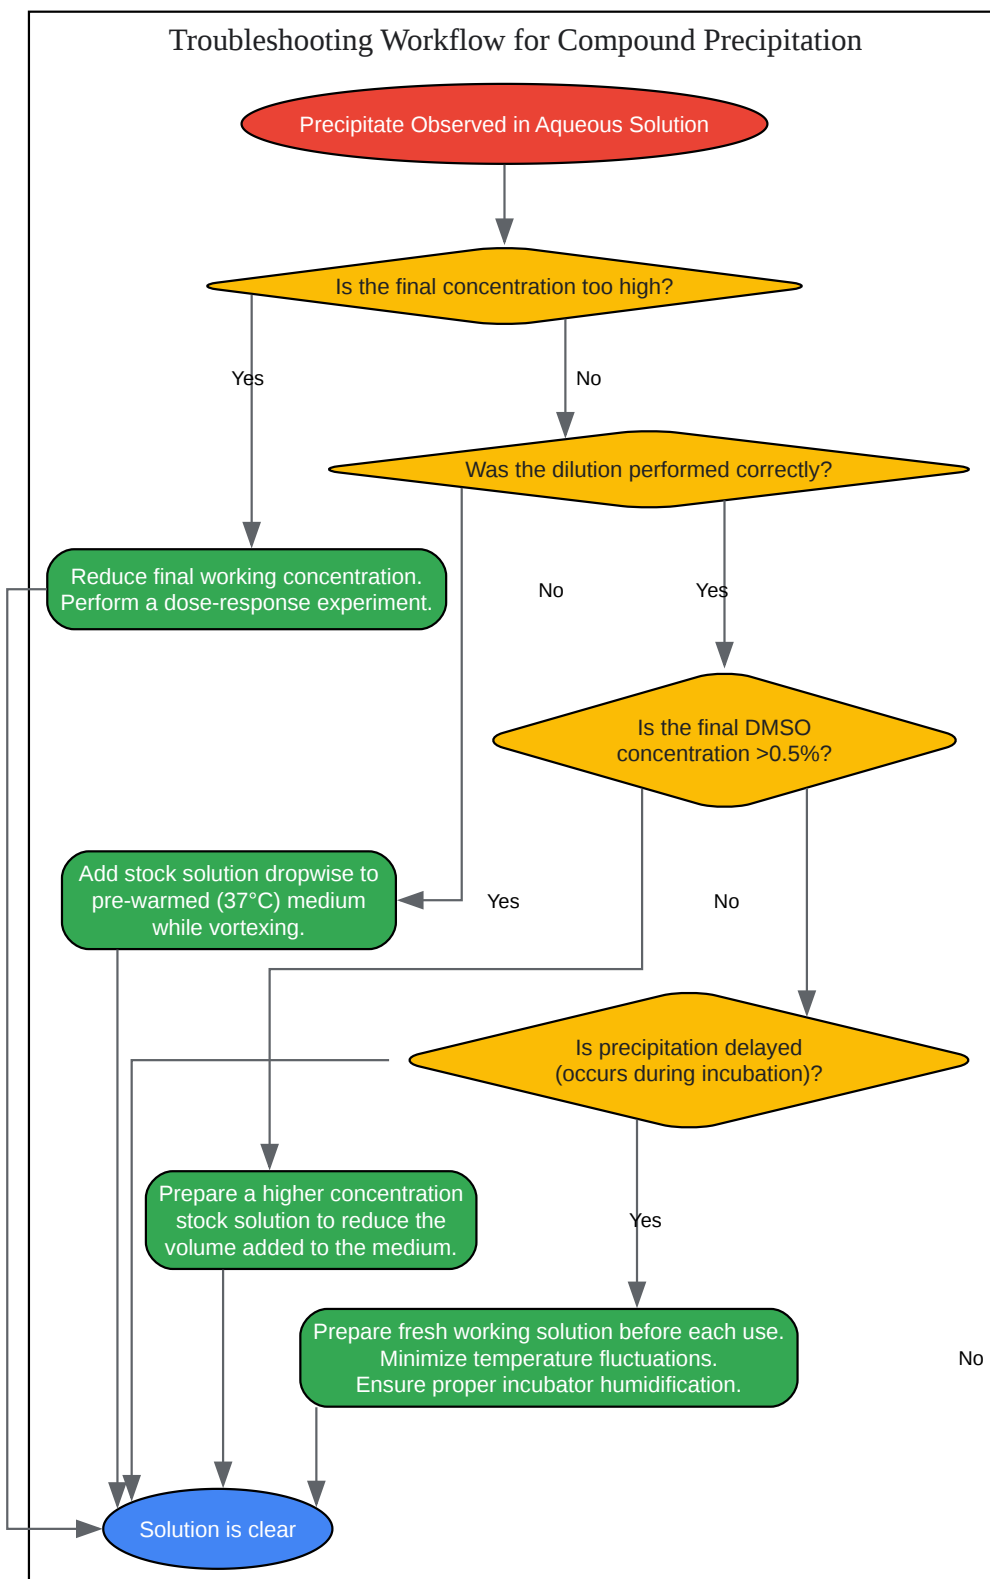 Troubleshooting Workflow for Compound Precipitation
Precipitate Observed in Aqueous Solution
Is the final concentration too high?
Yes
No
Was the dilution performed correctly?
Reduce final working concentration.
Perform a dose-response experiment.
No
Yes
Is the final DMSO
concentration >0.5%?
Add stock solution dropwise to
pre-warmed (37°C) medium
while vortexing.
Yes
No
Is precipitation delayed
(occurs during incubation)?
Prepare a higher concentration
stock solution to reduce the
volume added to the medium.
Yes
Prepare fresh working solution before each use.
Minimize temperature fluctuations.
Ensure proper incubator humidification.
No
Solution is clear